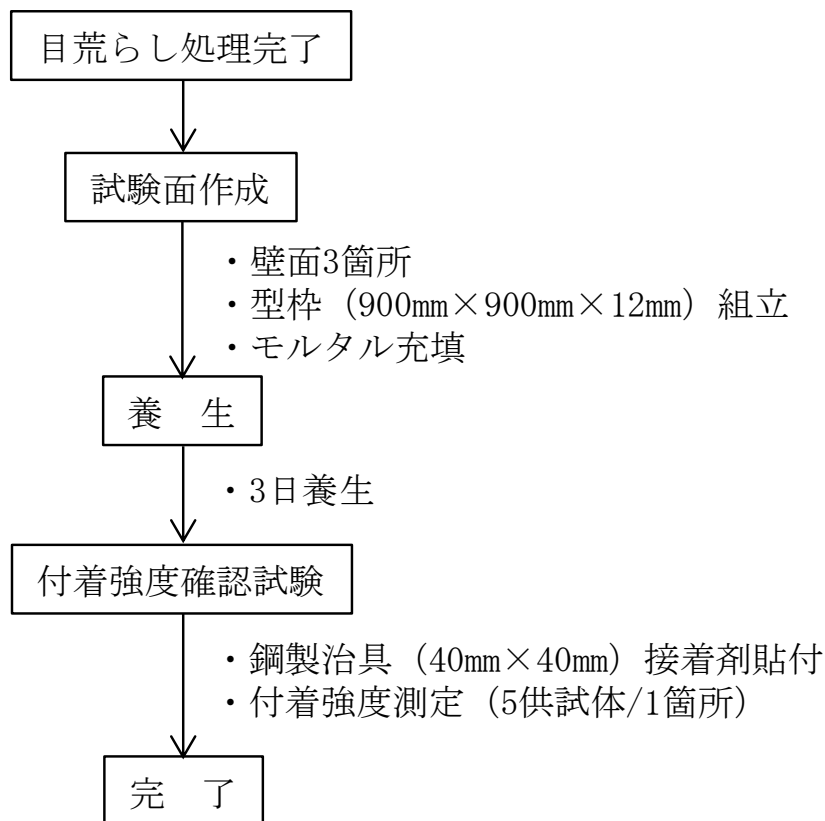 目荒らし処理完了
試験面作成
・壁面3箇所
・型枠（900㎜×900㎜×12㎜）組立
・モルタル充填
養　生
・3日養生
付着強度確認試験
・鋼製治具（40㎜×40㎜）接着剤貼付
・付着強度測定（5供試体/1箇所）
完　了